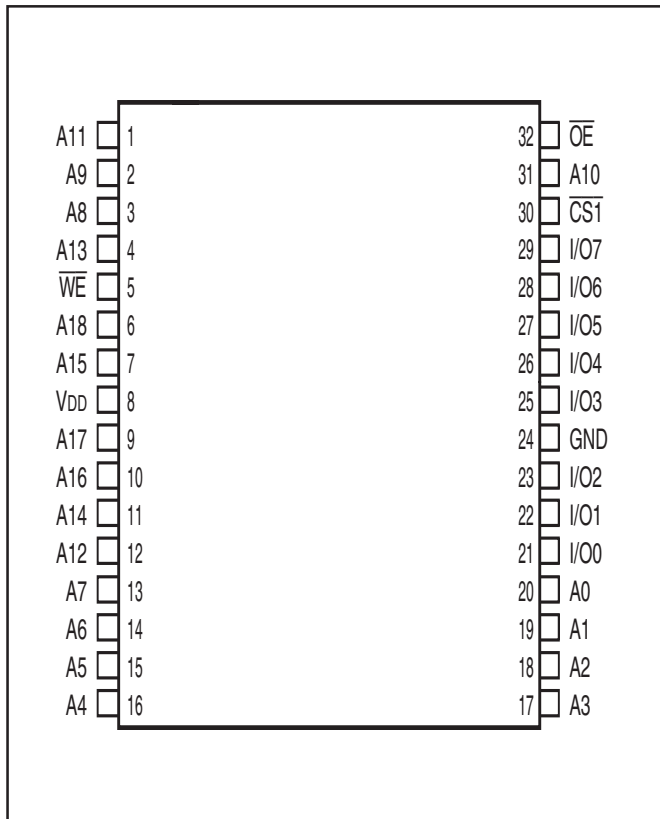 A11 1 32 O̅E̅
A9 2 31 A10
A8 3 30 C̅S̅1̅
A13 4 29 I/O7
W̅E̅ 5 28 I/O6
A18 6 27 I/O5
A15 7 26 I/O4
VDD 8 25 I/O3
A17 9 24 GND
A16 10 23 I/O2
A14 11 22 I/O1
A12 12 21 I/O0
A7 13 20 A0
A6 14 19 A1
A5 15 18 A2
A4 16 17 A3